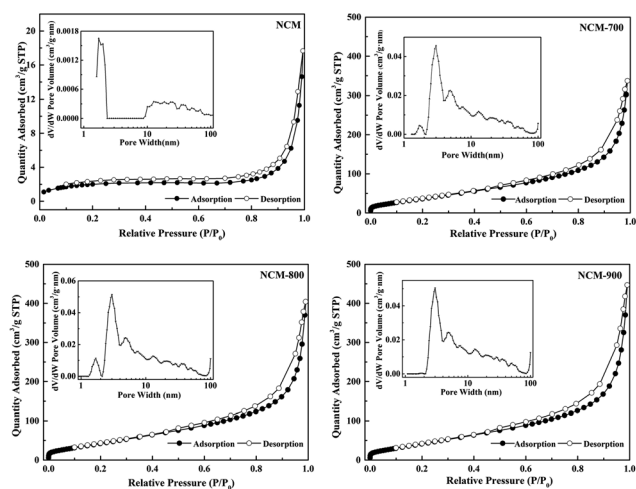 NCM
Quantity Adsorbed (cm³/g STP)
20
16
12
8
4
0
0.0
0.2
0.4
0.6
0.8
1.0
Relative Pressure (P/P₀)
Adsorption
Desorption
dV/dW Pore Volume (cm³/g·nm)
0.0018
0.0012
0.0006
0.0000
1
10
100
Pore Width(nm)
NCM-700
Quantity Adsorbed (cm³/g STP)
500
400
300
200
100
0
0.0
0.2
0.4
0.6
0.8
1.0
Relative Pressure (P/P₀)
Adsorption
Desorption
dV/dW Pore Volume (cm³/g·nm)
0.04
0.02
0.00
1
10
100
Pore Width(nm)
NCM-800
Quantity Adsorbed (cm³/g STP)
500
400
300
200
100
0
0.0
0.2
0.4
0.6
0.8
1.0
Relative Pressure (P/P₀)
Adsorption
Desorption
dV/dW Pore Volume (cm³/g·nm)
0.06
0.04
0.02
0.00
1
10
100
Pore Width (nm)
NCM-900
Quantity Adsorbed (cm³/g STP)
500
400
300
200
100
0
0.0
0.2
0.4
0.6
0.8
1.0
Relative Pressure (P/P₀)
Adsorption
Desorption
dV/dW Pore Volume (cm³/g·nm)
0.04
0.02
0.00
1
10
100
Pore Width (nm)